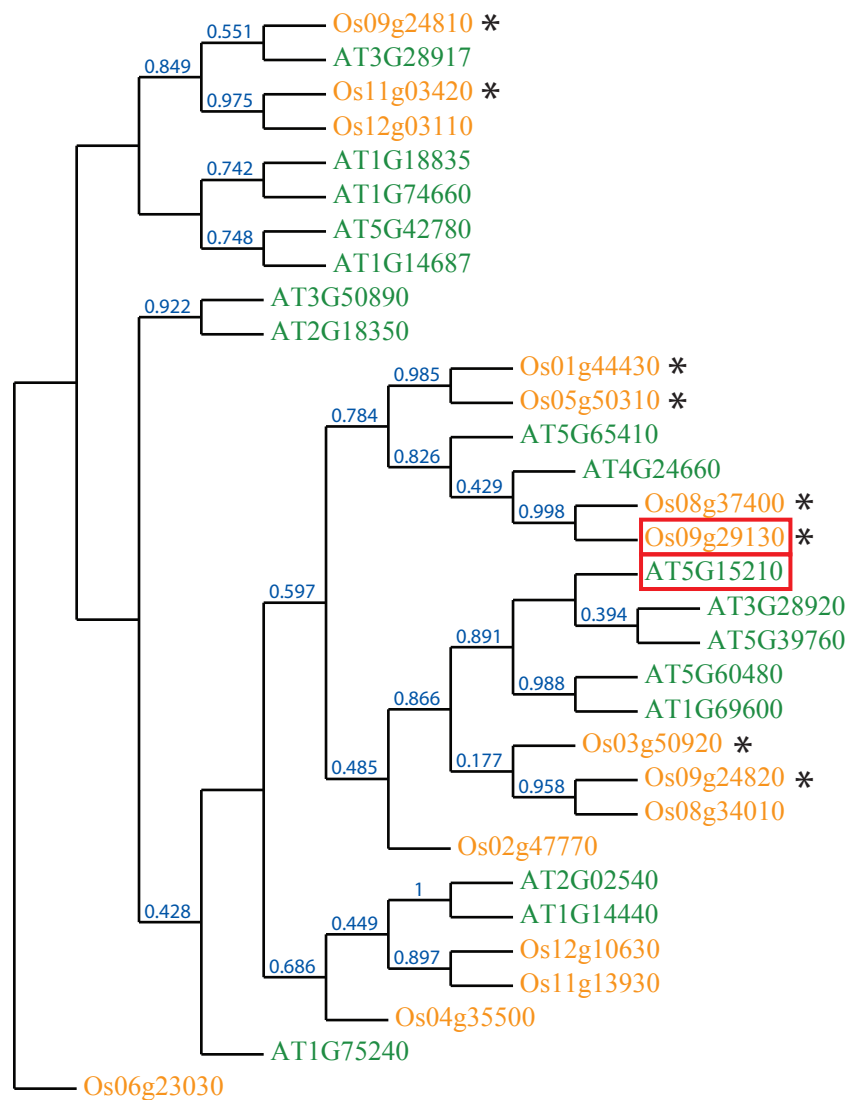 Os09g24810 *
0.551
AT3G28917
0.849
Os11g03420 *
0.975
Os12g03110
AT1G18835
0.742
AT1G74660
AT5G42780
0.748
AT1G14687
AT3G50890
0.922
AT2G18350
Os01g44430 *
0.985
Os05g50310 *
0.784
AT5G65410
0.826
AT4G24660
0.429
Os08g37400 *
0.998
Os09g29130 *
AT5G15210
0.597
AT3G28920
0.394
AT5G39760
0.891
AT5G60480
0.988
AT1G69600
0.866
Os03g50920 *
0.177
0.485
Os09g24820 *
0.958
Os08g34010
Os02g47770
AT2G02540
1
AT1G14440
0.428
0.449
Os12g10630
0.897
0.686
Os11g13930
Os04g35500
AT1G75240
Os06g23030